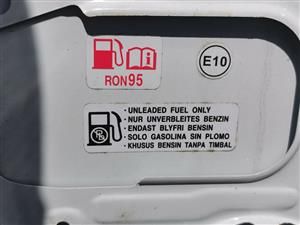 RON95
E10
· UNLEADED FUEL ONLY
· NUR UNVERBLEITES BENZIN
· ENDAST BLYFRI BENSIN
· SOLO GASOLINA SIN PLOMO
· KHUSUS BENSIN TANPA TIMBAL